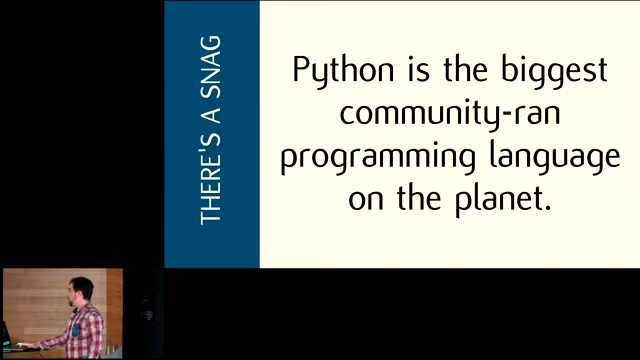 THERE'S A SNAG
Python is the biggest
community-ran
programming language
on the planet.